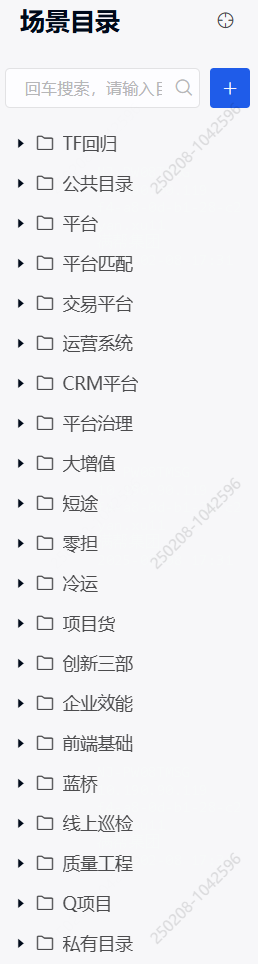 场景目录
回车搜索，请输入目
TF回归
公共目录
平台
平台匹配
交易平台
运营系统
CRM平台
平台治理
大增值
短途
零担
冷运
项目货
创新三部
企业效能
前端基础
蓝桥
线上巡检
质量工程
Q项目
私有目录
250208-1042596
250208-1042596
250208-1042596